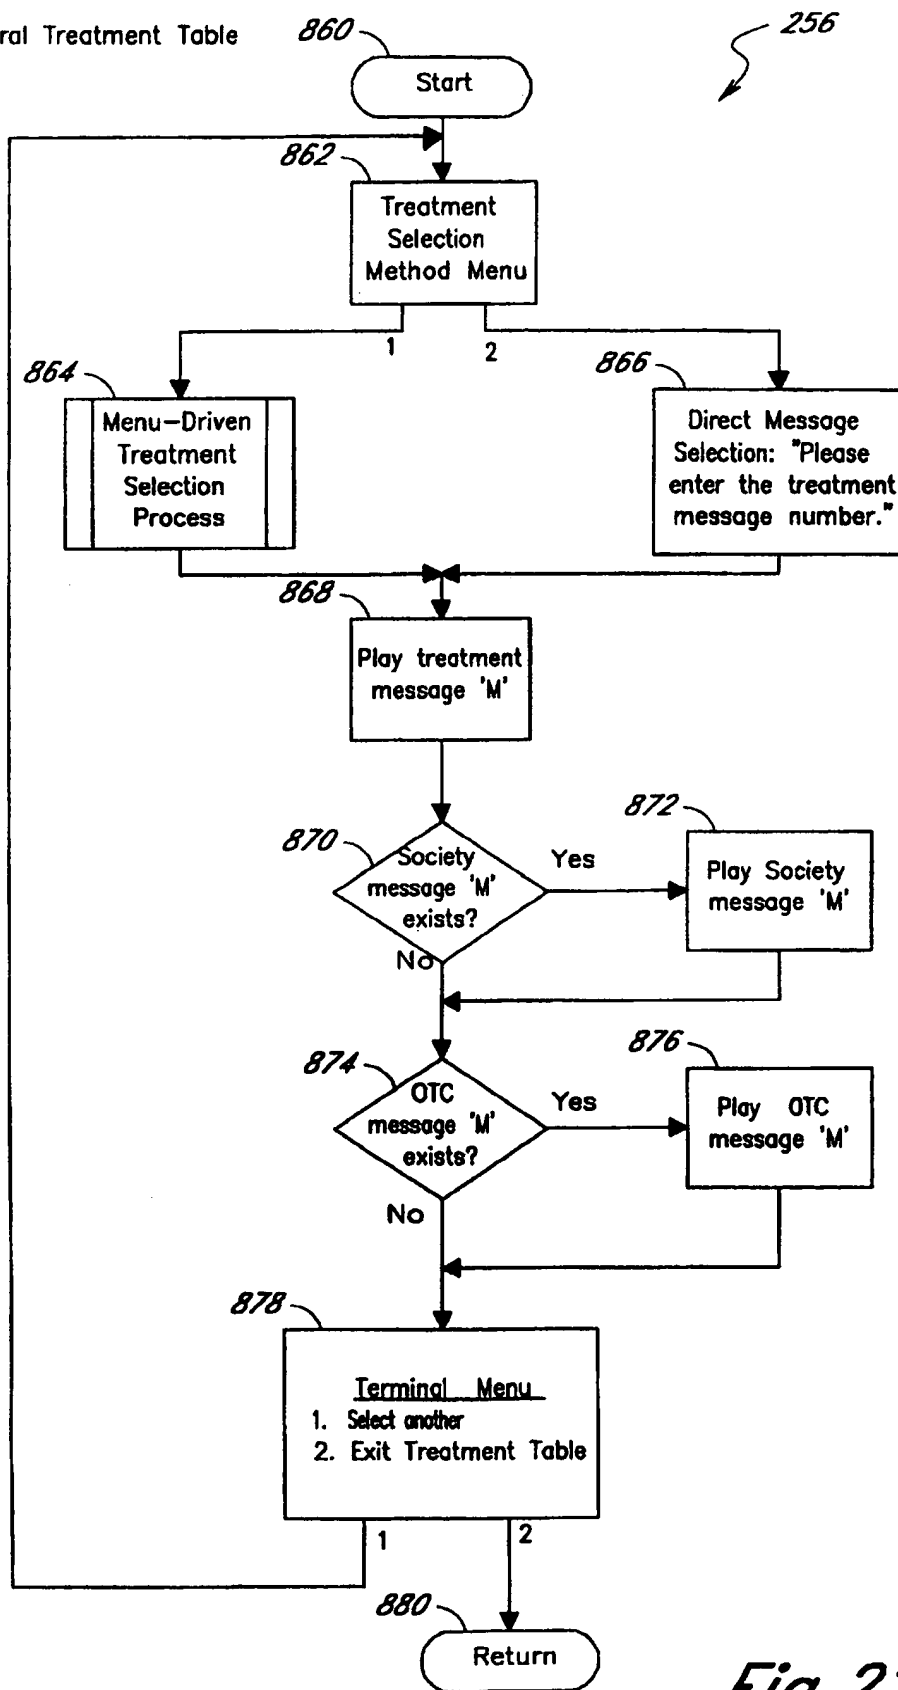 Treatment Table
860
256
Start
862
Treatment
Selection
Method Menu
1
2
864
866
Menu-Driven
Treatment
Selection
Process
Direct Message
Selection: "Please
enter the treatment
message number."
868
Play treatment
message 'M'
870
Society
message 'M'
exists?
Yes
872
Play Society
message 'M'
No
874
OTC
message 'M'
exists?
Yes
876
Play OTC
message 'M'
No
878
Terminal Menu
1. Select another
2. Exit Treatment Table
1
2
880
Return
Fig.